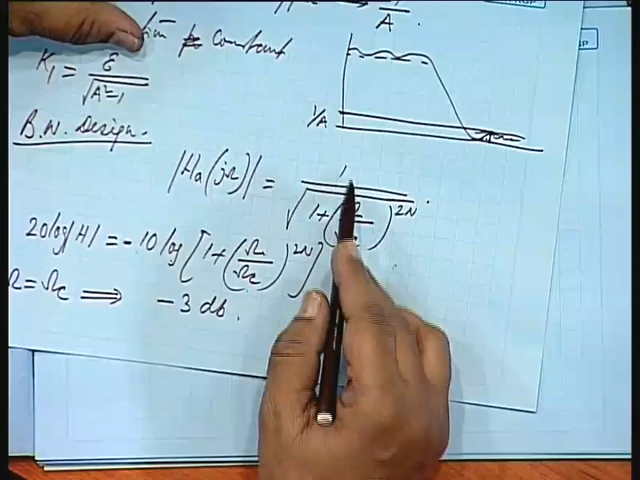 1/A.
Constant
K₁ = ε/√(A²-1)
1/A
B.W. Design.
|Ha(jΩ)| = 1/√(1+(Ω/Ωc)^2N).
20 log|H| = -10 log[1+(Ω/Ωc)^2N]
Ω = Ωc ⟹ -3 db.